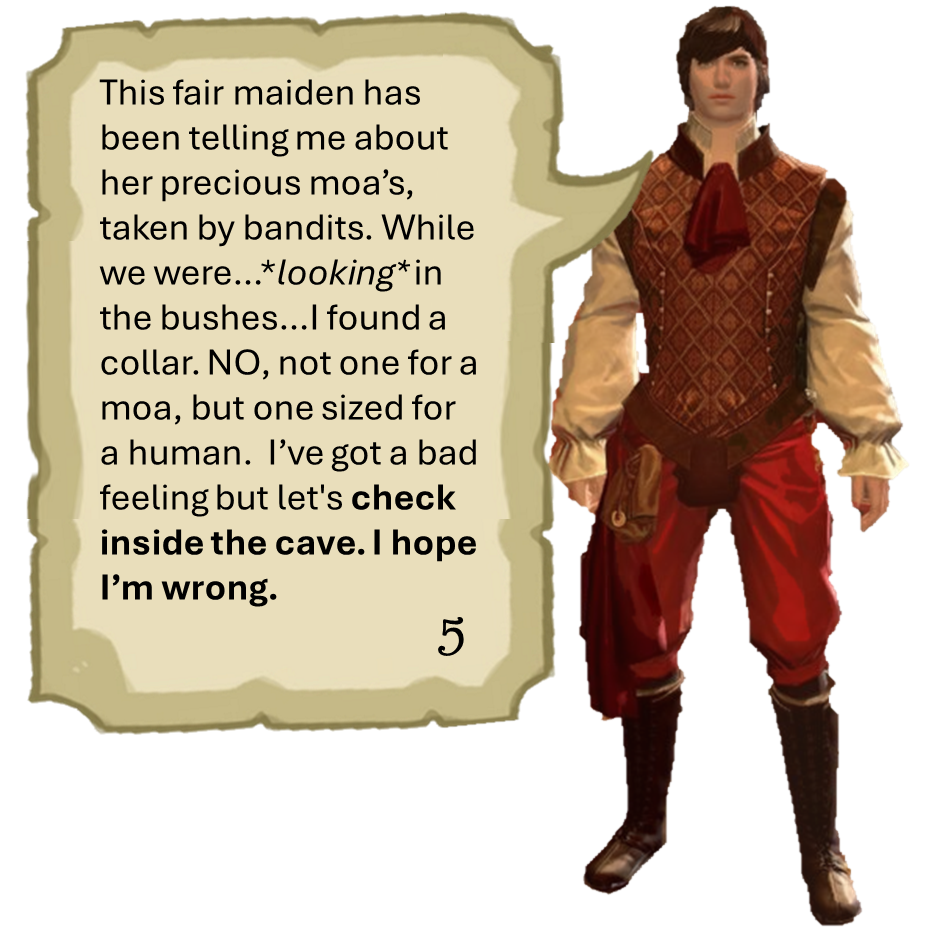 This fair maiden has
been telling me about
her precious moa’s,
taken by bandits. While
we were...*looking* in
the bushes...I found a
collar. NO, not one for a
moa, but one sized for
a human.  I’ve got a bad
feeling but let's check
inside the cave. I hope
I’m wrong.
5